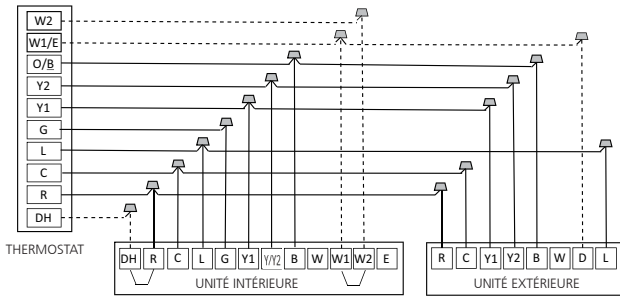 W2
W1/E
O/B
Y2
Y1
G
L
C
R
DH
THERMOSTAT
DH R C L G Y1 Y/Y2 B W W1 W2 E
UNITÉ INTÉRIEURE
R C Y1 Y2 B W D L
UNITÉ EXTÉRIEURE